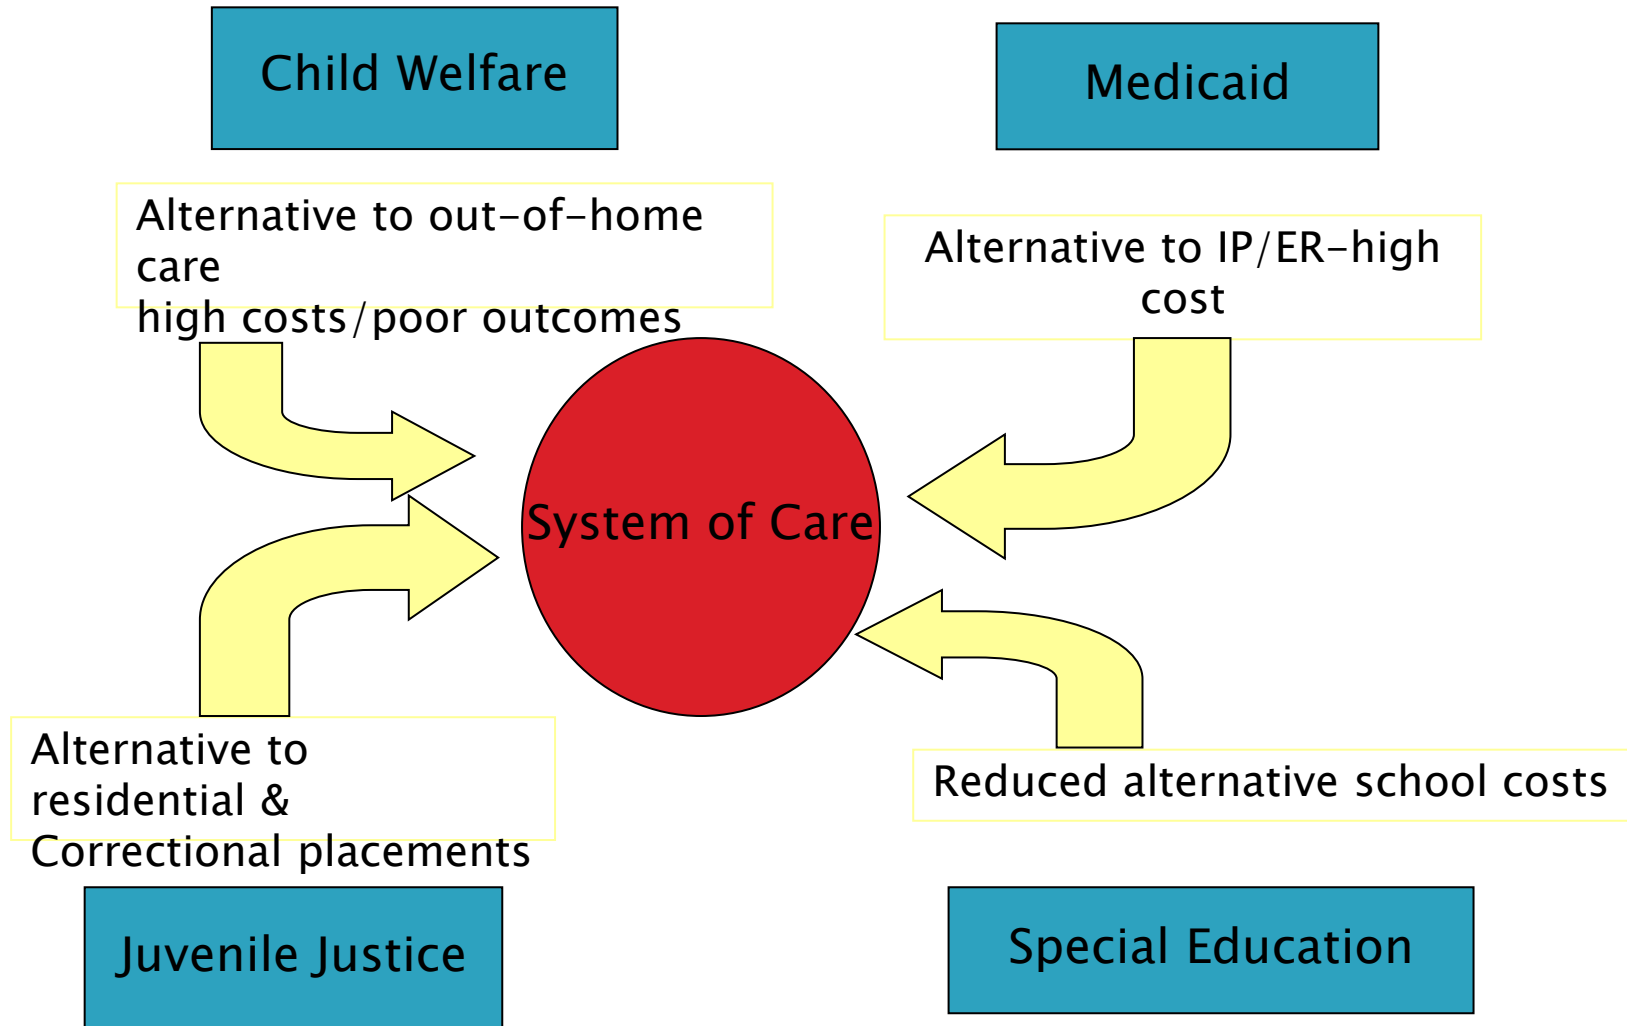 Child Welfare
Medicaid
Alternative to out-of-home
care
high costs/poor outcomes
Alternative to IP/ER-high
cost
System of Care
Alternative to
residential &
Correctional placements
Reduced alternative school costs
Juvenile Justice
Special Education